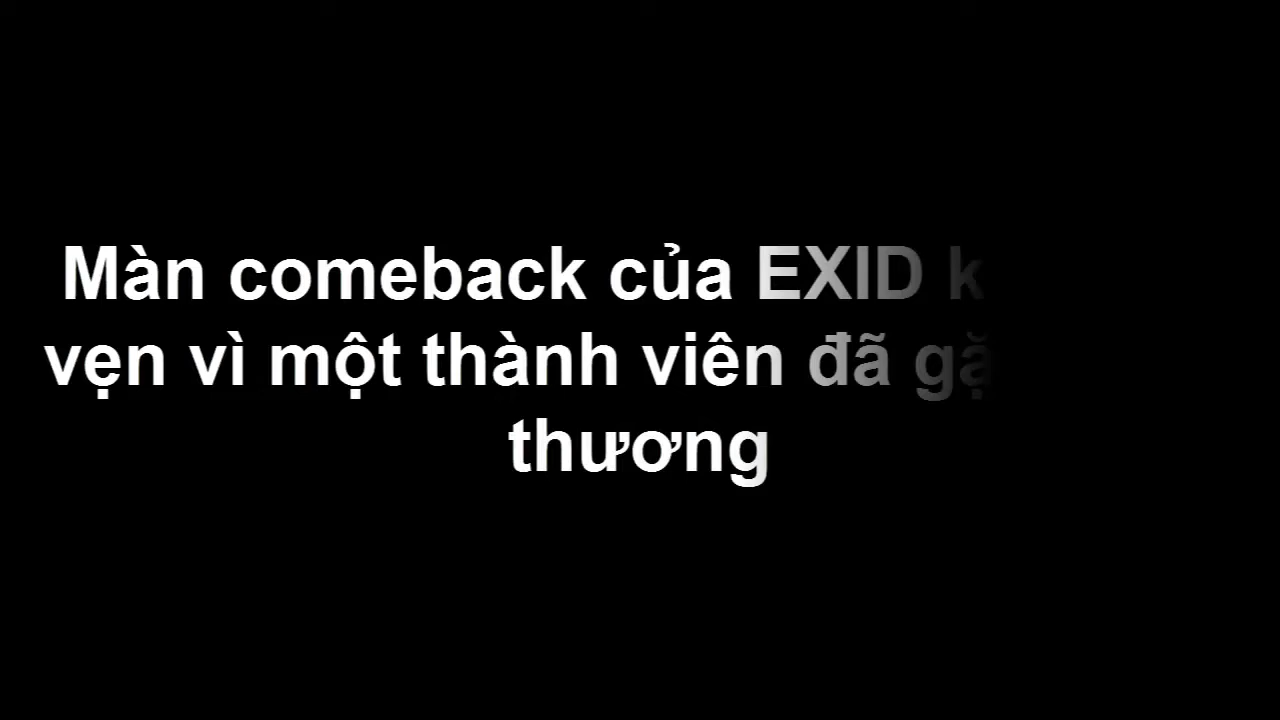 Màn comeback của EXID
vẹn vì một thành viên đã
thương